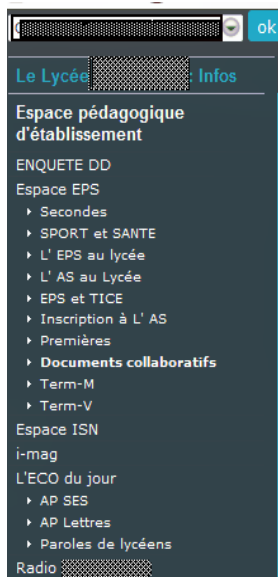 ok
Le Lycée : Infos
Espace pédagogique
d'établissement
ENQUETE DD
Espace EPS
Secondes
SPORT et SANTE
L' EPS au lycée
L' AS au Lycée
EPS et TICE
Inscription à L' AS
Premières
Documents collaboratifs
Term-M
Term-V
Espace ISN
i-mag
L'ECO du jour
AP SES
AP Lettres
Paroles de lycéens
Radio